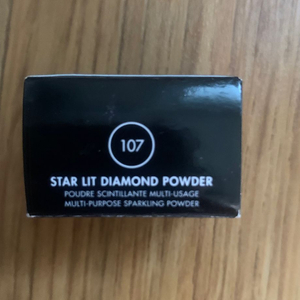 107
STAR LIT DIAMOND POWDER
POUDRE SCINTILLANTE MULTI-USAGE
MULTI-PURPOSE SPARKLING POWDER